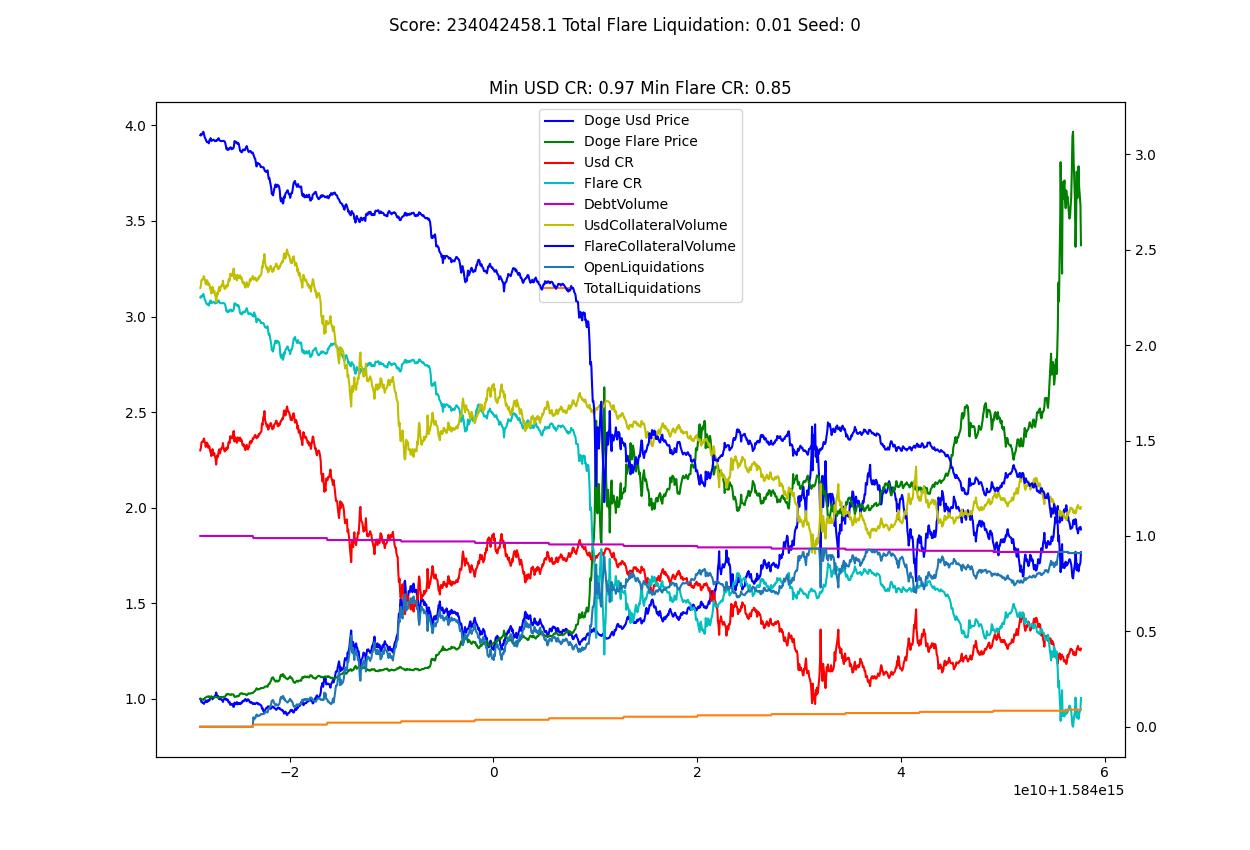 Score: 234042458.1 Total Flare Liquidation: 0.01 Seed: 0
Min USD CR: 0.97 Min Flare CR: 0.85
Doge Usd Price
Doge Flare Price
Usd CR
Flare CR
DebtVolume
UsdCollateralVolume
FlareCollateralVolume
OpenLiquidations
TotalLiquidations
4.0
3.5
3.0
2.5
2.0
1.5
1.0
3.0
2.5
2.0
1.5
1.0
0.5
0.0
−2 0 2 4 6
1e10+1.584e15